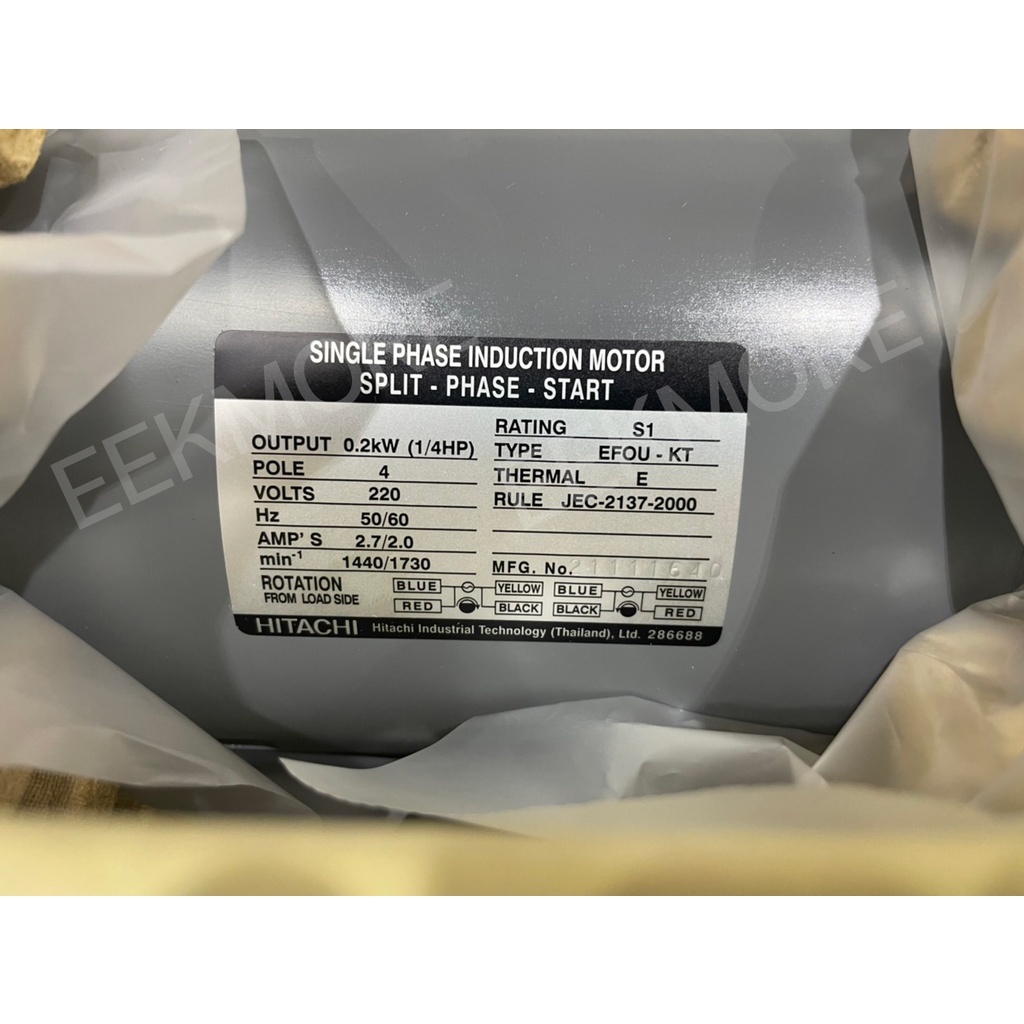 SINGLE PHASE INDUCTION MOTOR
SPLIT - PHASE - START
OUTPUT 0.2kW (1/4HP)
POLE 4
VOLTS 220
Hz 50/60
AMP'S 2.7/2.0
min-1 1440/1730
RATING S1
TYPE EFOU - KT
THERMAL E
RULE JEC-2137-2000
MFG. No.
ROTATION
FROM LOAD SIDE
BLUE YELLOW BLUE YELLOW
RED BLACK BLACK RED
HITACHI Hitachi Industrial Technology (Thailand), Ltd. 286688
EEKMORE
EEKMORE